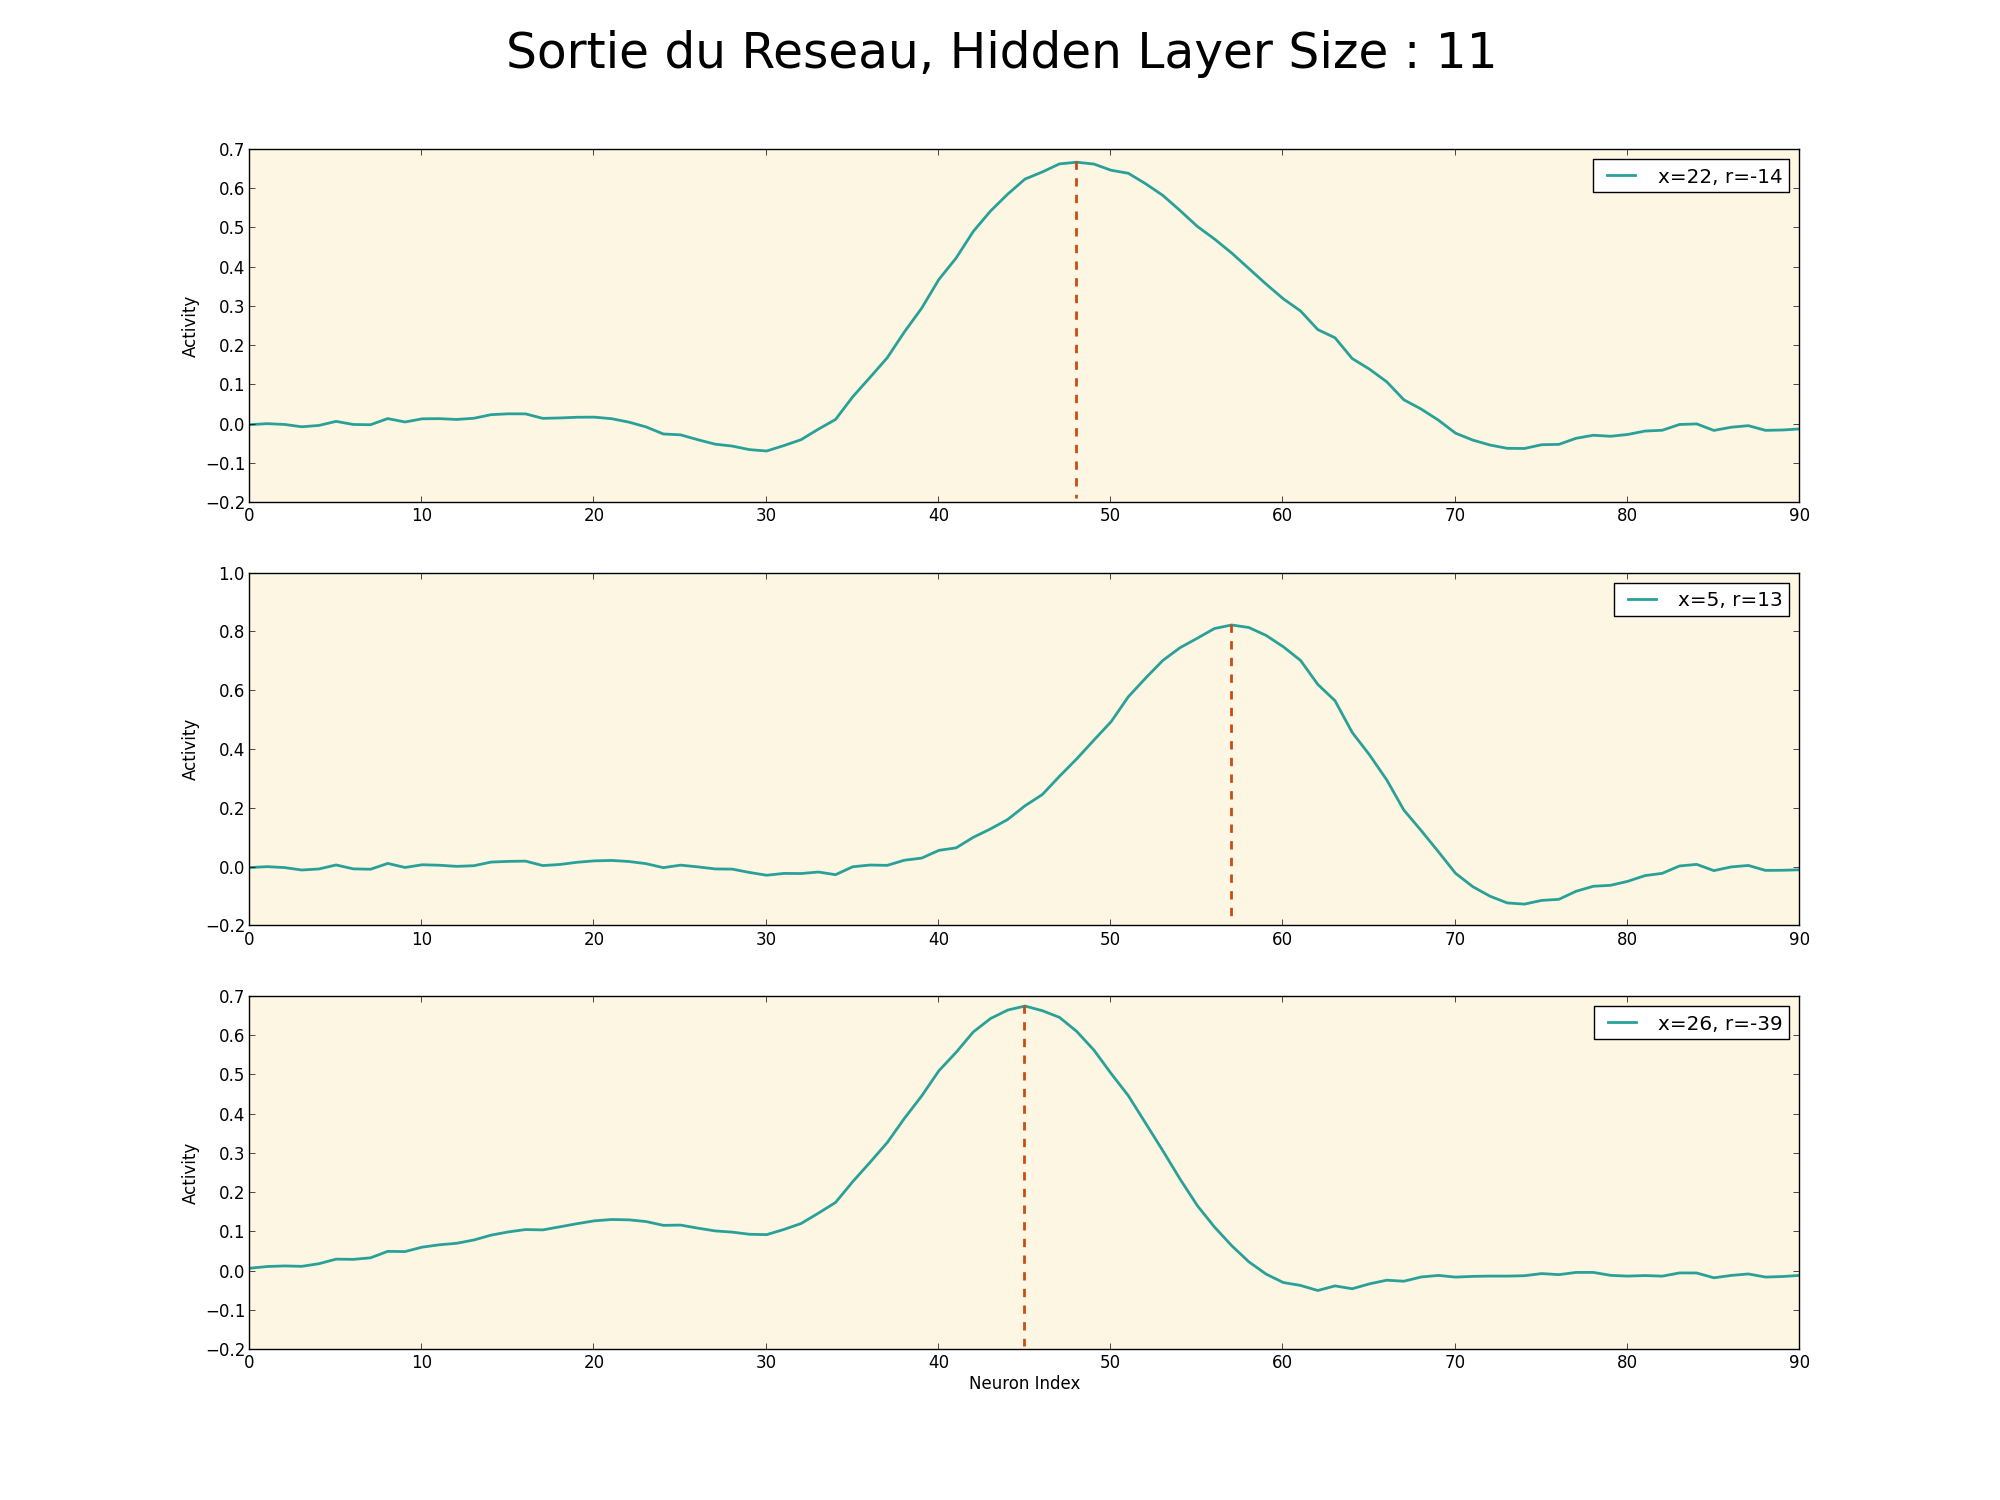 Sortie du Reseau, Hidden Layer Size : 11
0.7
0.6
0.5
0.4
0.3
0.2
0.1
0.0
−0.1
−0.2
Activity
x=22, r=-14
0 10 20 30 40 50 60 70 80 90
1.0
0.8
0.6
0.4
0.2
0.0
−0.2
Activity
x=5, r=13
0 10 20 30 40 50 60 70 80 90
0.7
0.6
0.5
0.4
0.3
0.2
0.1
0.0
−0.1
−0.2
Activity
x=26, r=-39
0 10 20 30 40 50 60 70 80 90
Neuron Index